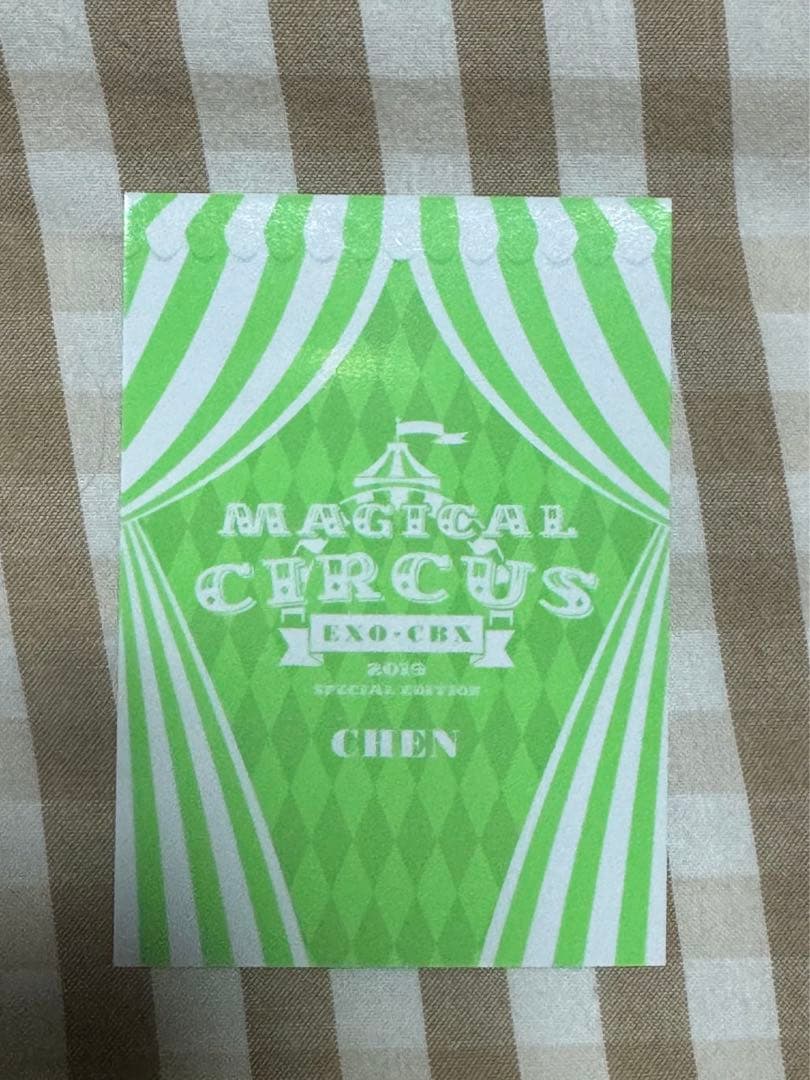 MAGICAL
CIRCUS
EXO-CBX
2019
SPECIAL EDITION
CHEN